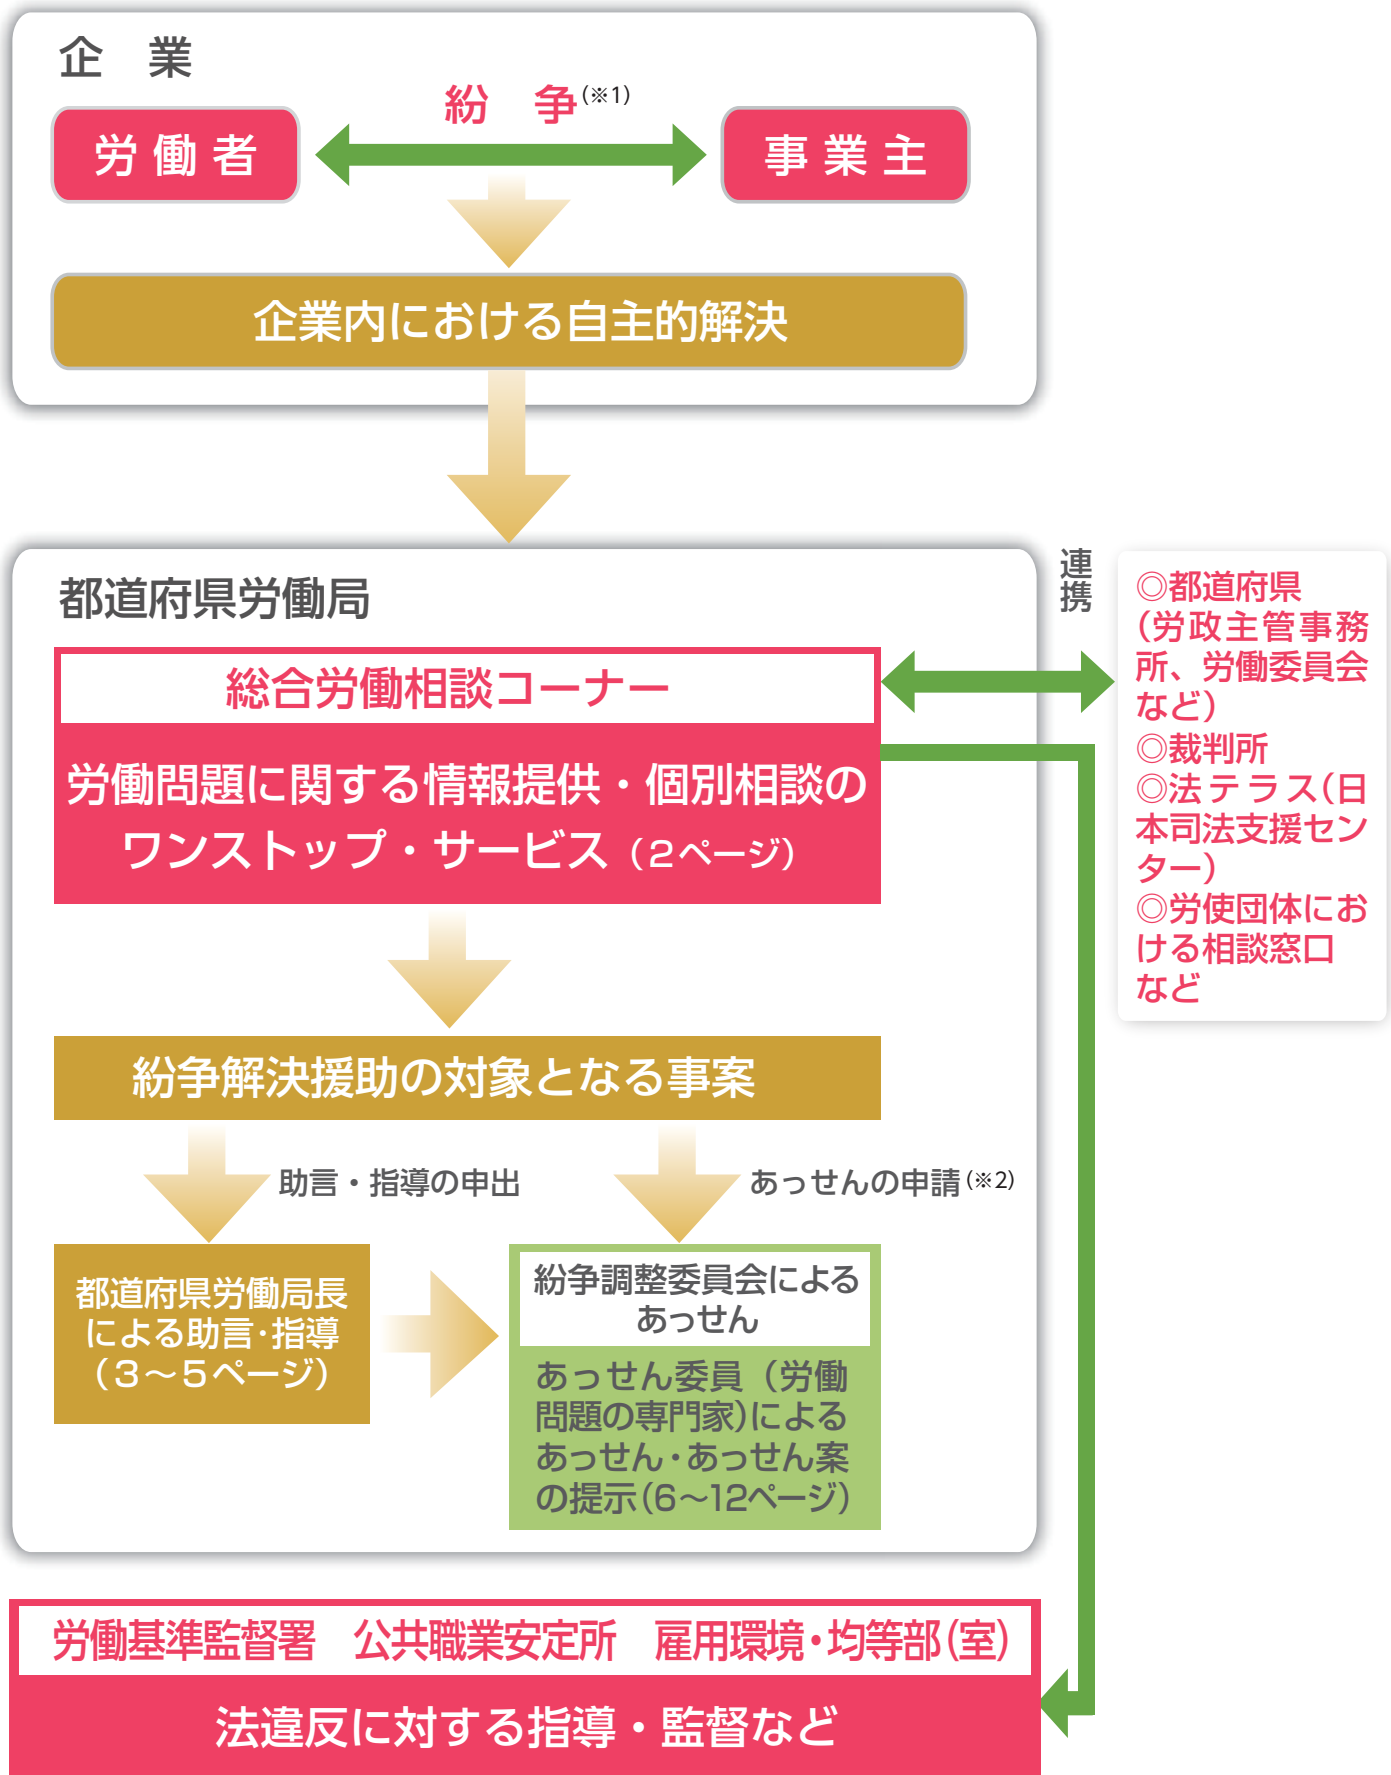 企　業
紛　争(※1)
労働者
事業主
企業内における自主的解決
都道府県労働局
総合労働相談コーナー
労働問題に関する情報提供・個別相談の
ワンストップ・サービス（2ページ）
連携
◎都道府県
(労政主管事務
所、労働委員会
など)
◎裁判所
◎法テラス(日
本司法支援セン
ター)
◎労使団体にお
ける相談窓口
など
紛争解決援助の対象となる事案
助言・指導の申出
あっせんの申請(※2)
都道府県労働局長
による助言・指導
（3～5ページ）
紛争調整委員会による
あっせん
あっせん委員（労働
問題の専門家)による
あっせん・あっせん案
の提示(6～12ページ)
労働基準監督署　公共職業安定所　雇用環境・均等部(室)
法違反に対する指導・監督など